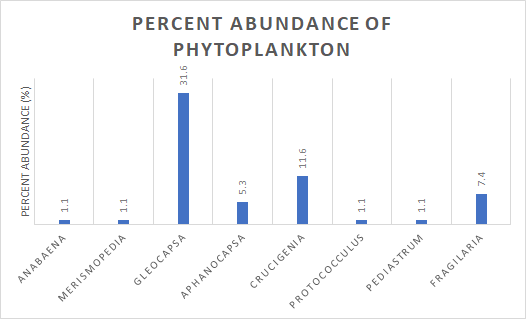 PERCENT ABUNDANCE OF
PHYTOPLANKTON
PERCENT ABUNDANCE (%)
1.1
1.1
31.6
5.3
11.6
1.1
1.1
7.4
ANABAENA
MERISMOPEDIA
GLEOCAPSA
APHANOCAPSA
CRUCIGENIA
PROTOCOCCULUS
PEDIASTRUM
FRAGILARIA